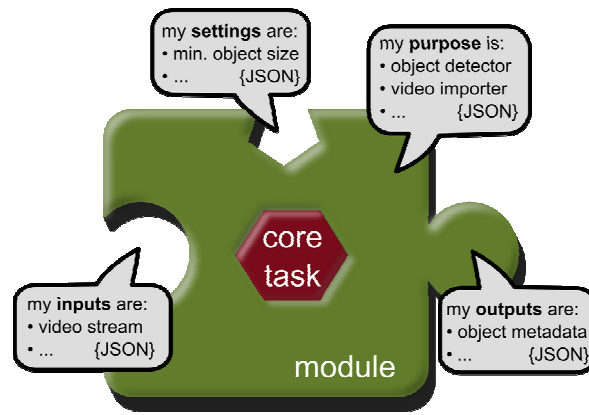 my settings are:
• min. object size
• ... {JSON}
my purpose is:
• object detector
• video importer
• ... {JSON}
core
task
my inputs are:
• video stream
• ... {JSON}
my outputs are:
• object metadata
• ... {JSON}
module